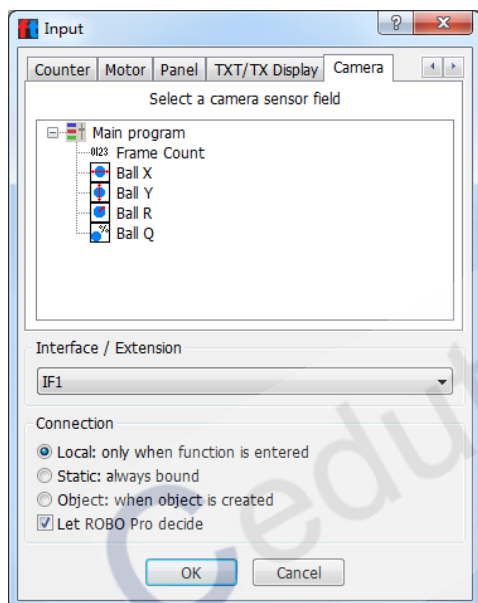 Input
Counter Motor Panel TXT/TX Display Camera
Select a camera sensor field
Main program
0123 Frame Count
Ball X
Ball Y
Ball R
% Ball Q
Interface / Extension
IF1
Connection
Local: only when function is entered
Static: always bound
Object: when object is created
Let ROBO Pro decide
OK Cancel
Cedut